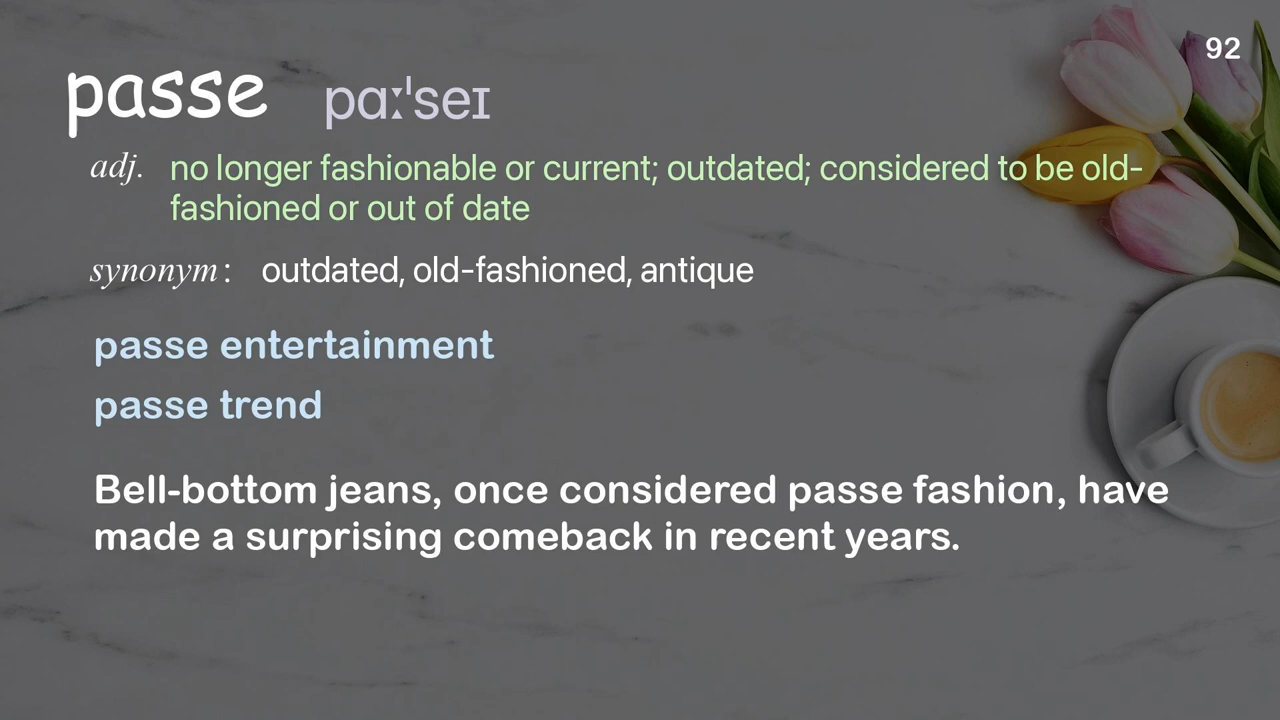 92
passe pɑːˈseɪ
adj. no longer fashionable or current; outdated; considered to be old-
fashioned or out of date
synonym: outdated, old-fashioned, antique
passe entertainment
passe trend
Bell-bottom jeans, once considered passe fashion, have
made a surprising comeback in recent years.